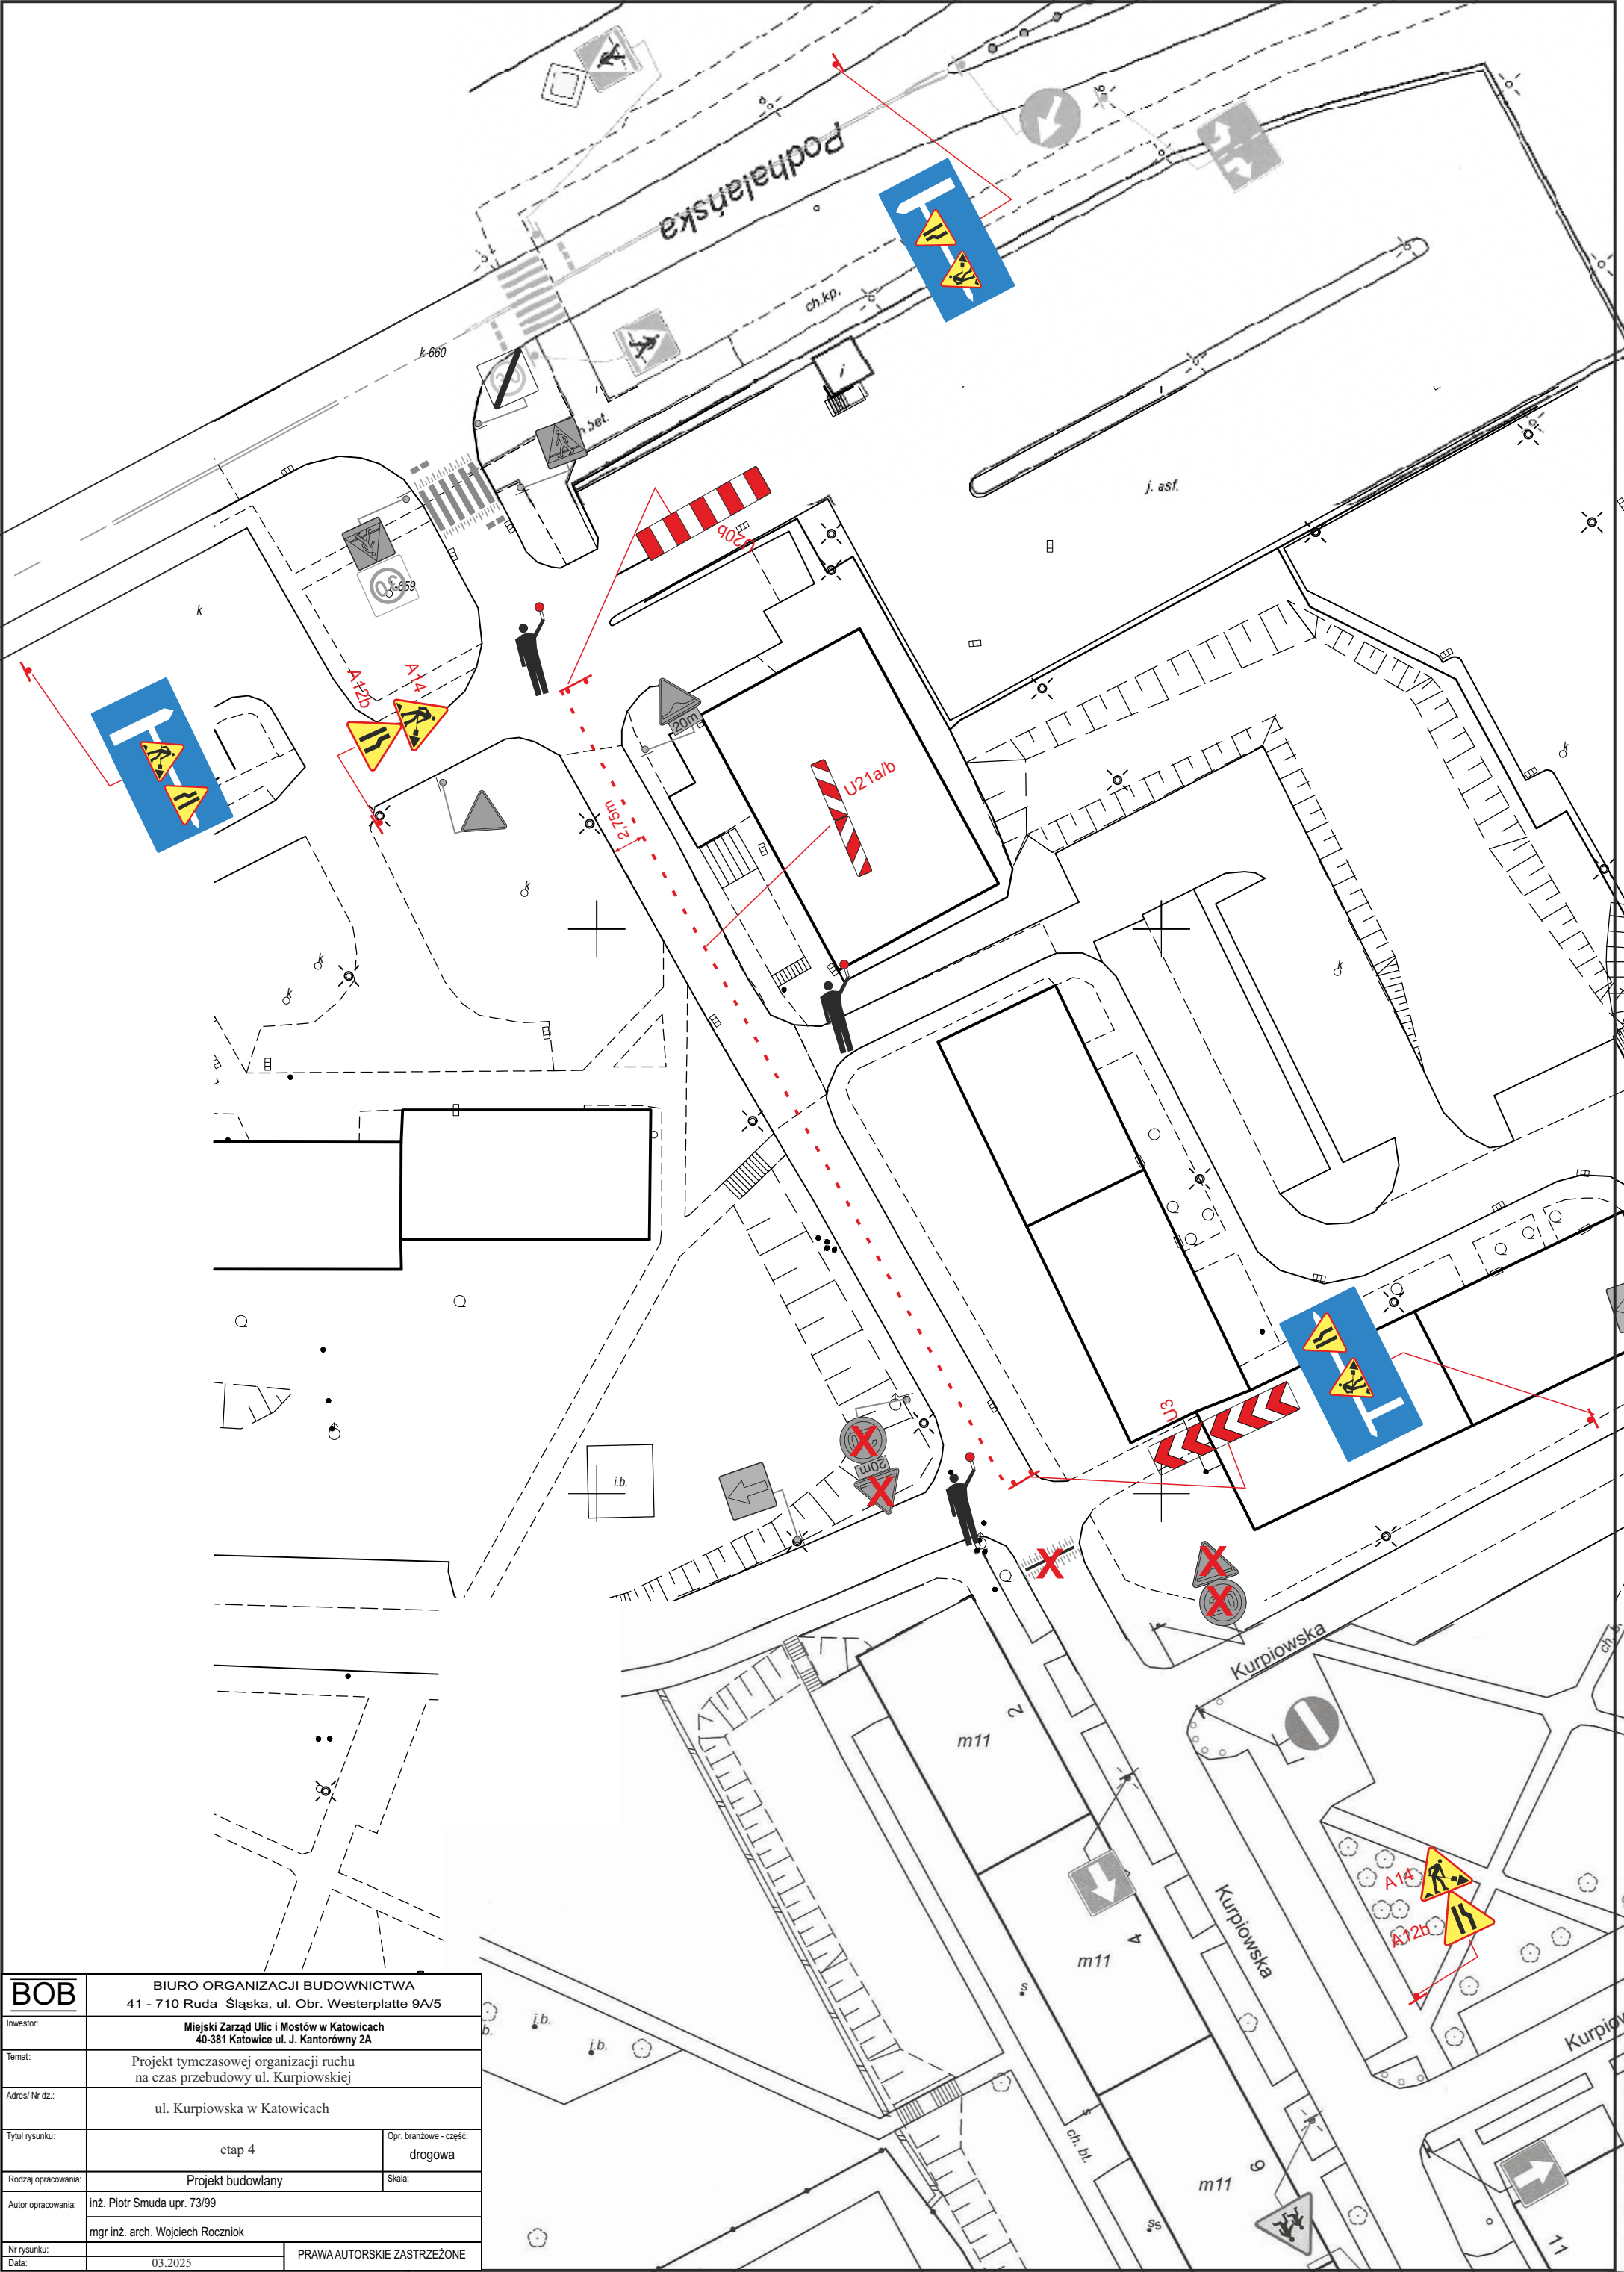 Podhalańska
k-660
ch.kp.
i
j. asf.
U20b
30
k-659
k
A12b
A14
20m
U21a/b
2,75m
k
k
k
k
k
U3
20m
i.b.
20
Kurpiowska
2
m11
A14
A12b
Kurpiowska
4
m11
s
i.b.
i.b.
b.
s
ch. bt.
6
m11
ss
11
BOB
BIURO ORGANIZACJI BUDOWNICTWA
41 - 710 Ruda Śląska, ul. Obr. Westerplatte 9A/5
Inwestor:
Miejski Zarząd Ulic i Mostów w Katowicach
40-381 Katowice ul. J. Kantorówny 2A
Temat:
Projekt tymczasowej organizacji ruchu
na czas przebudowy ul. Kurpiowskiej
Adres/ Nr dz.:
ul. Kurpiowska w Katowicach
Tytuł rysunku:
etap 4
Opr. branżowe - część:
drogowa
Rodzaj opracowania:
Projekt budowlany
Skala:
Autor opracowania:
inż. Piotr Smuda upr. 73/99
mgr inż. arch. Wojciech Roczniok
Nr rysunku:
Data:
03.2025
PRAWA AUTORSKIE ZASTRZEŻONE